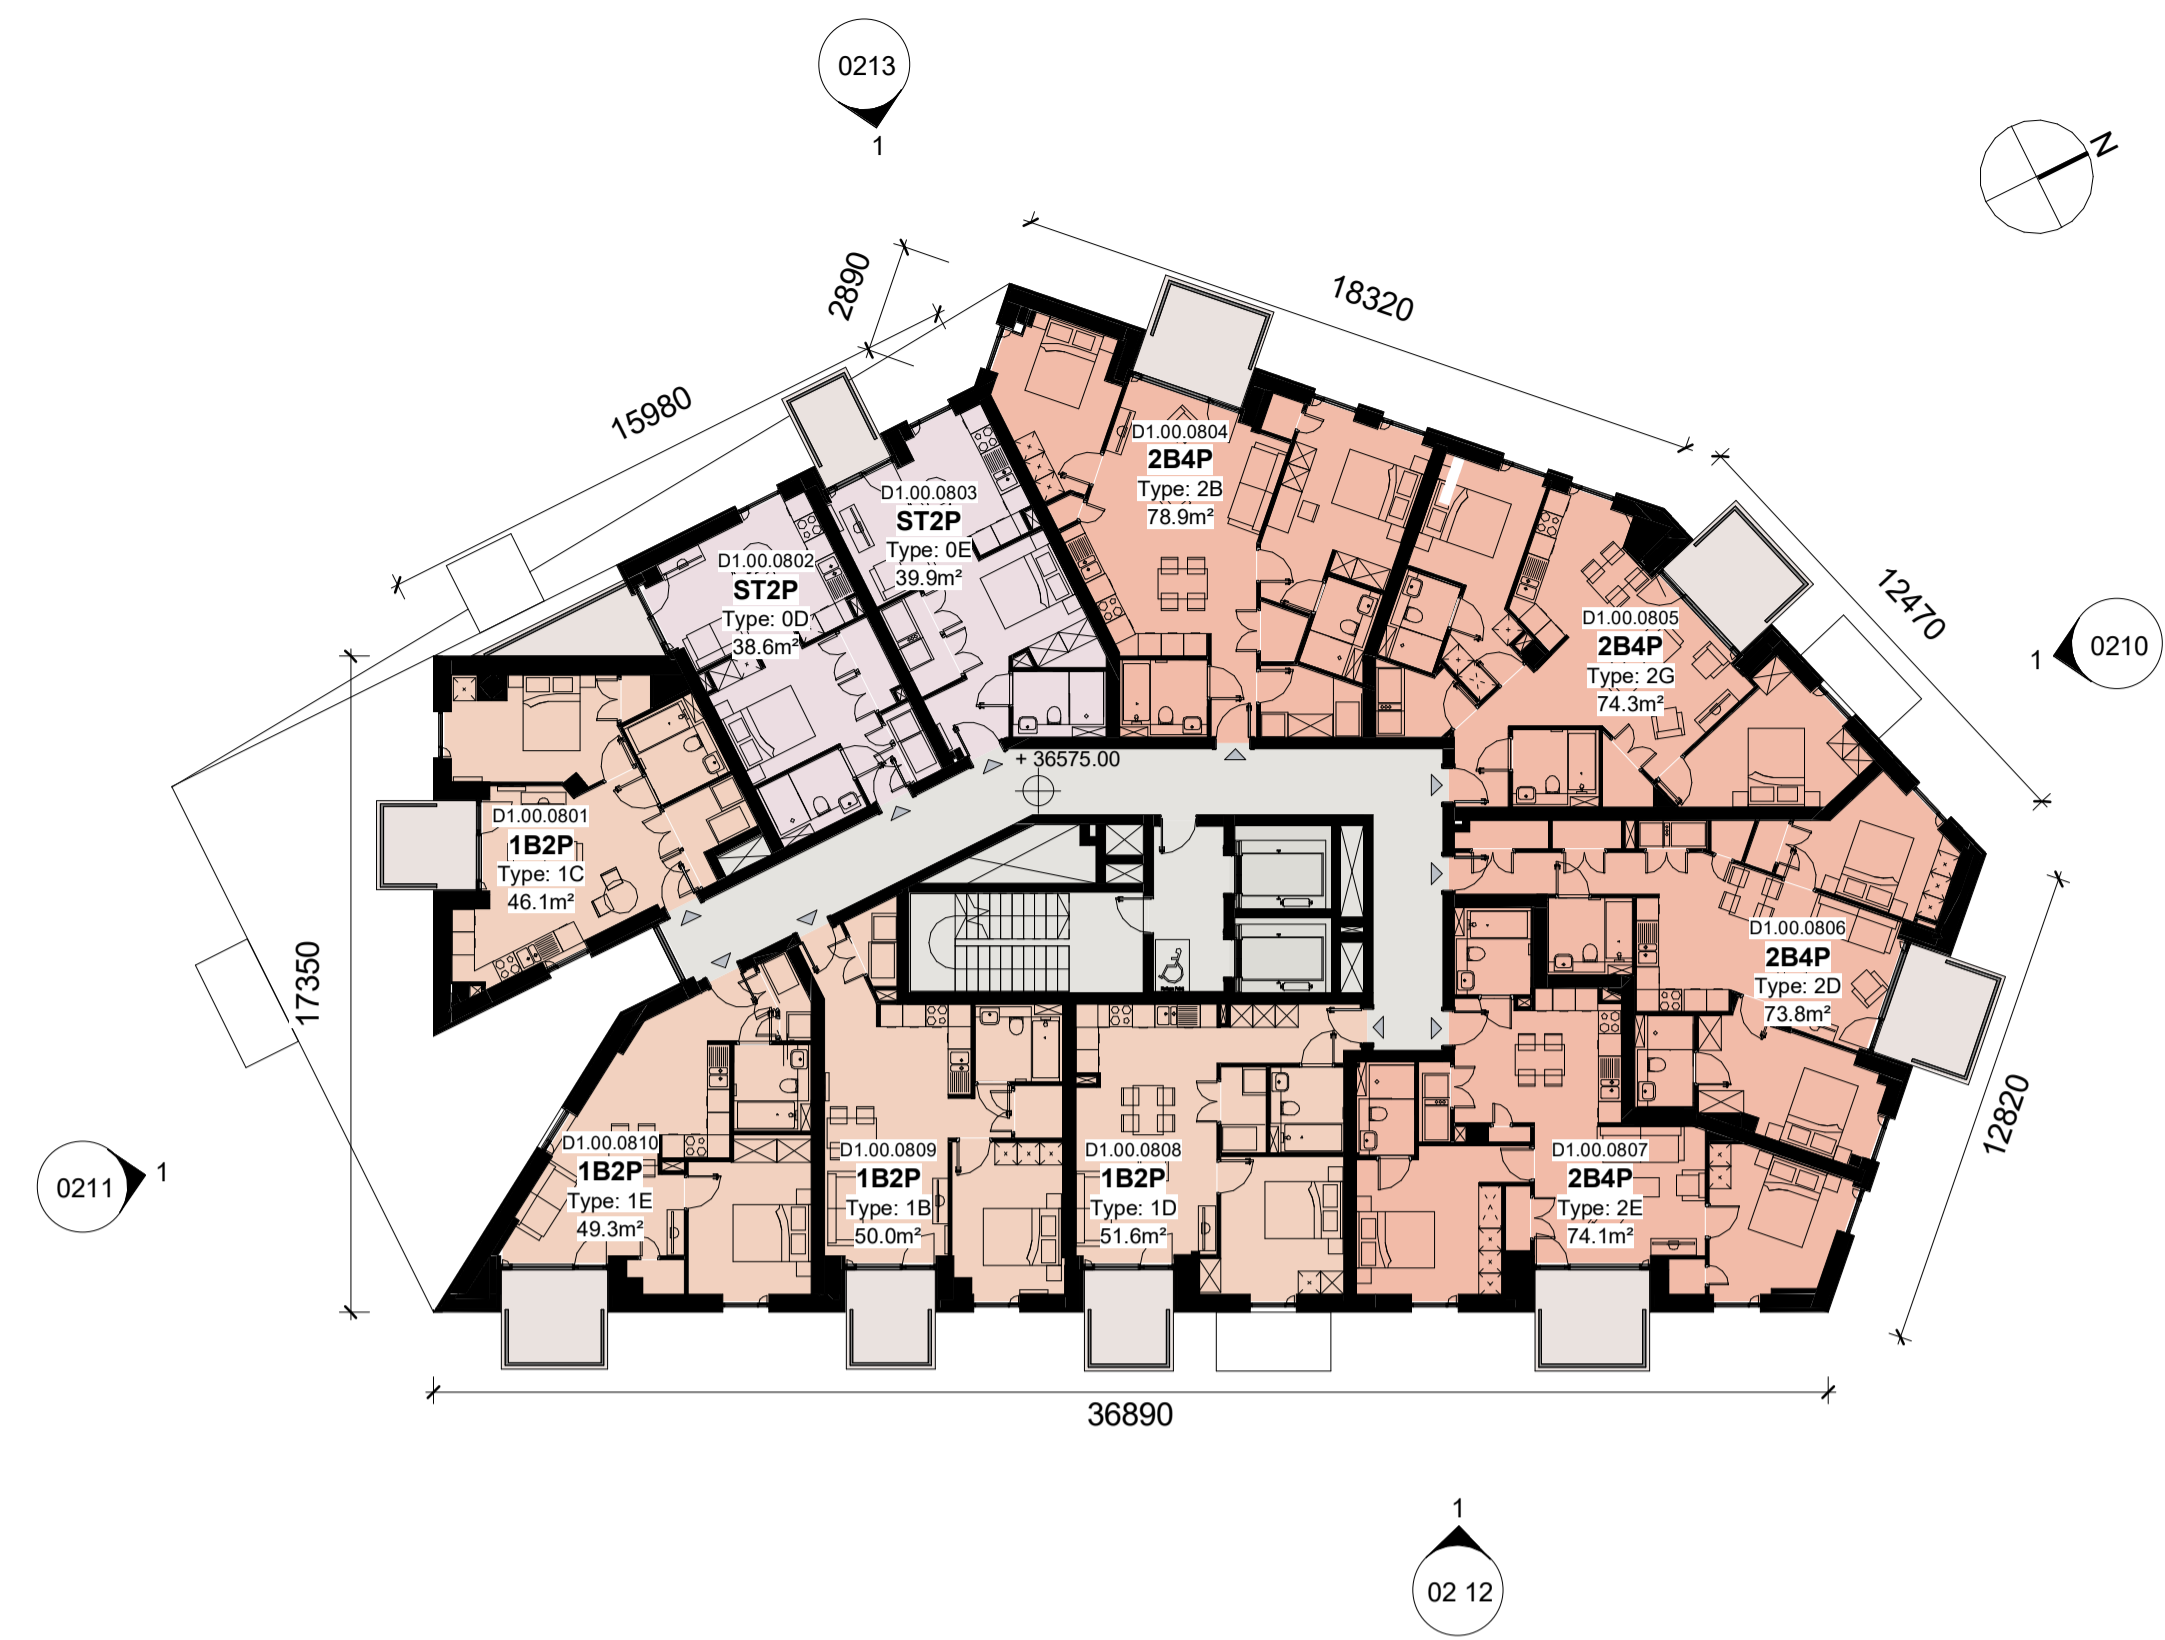 0213
1
N
2890
18320
15980
D1.00.0804
2B4P
Type: 2B
78.9m²
D1.00.0803
ST2P
Type: 0E
39.9m²
D1.00.0802
ST2P
Type: 0D
38.6m²
12470
D1.00.0805
2B4P
Type: 2G
74.3m²
1
0210
+ 36575.00
D1.00.0801
1B2P
Type: 1C
46.1m²
17350
D1.00.0806
2B4P
Type: 2D
73.8m²
12820
0211
1
D1.00.0810
1B2P
Type: 1E
49.3m²
D1.00.0809
1B2P
Type: 1B
50.0m²
D1.00.0808
1B2P
Type: 1D
51.6m²
D1.00.0807
2B4P
Type: 2E
74.1m²
36890
1
02 12